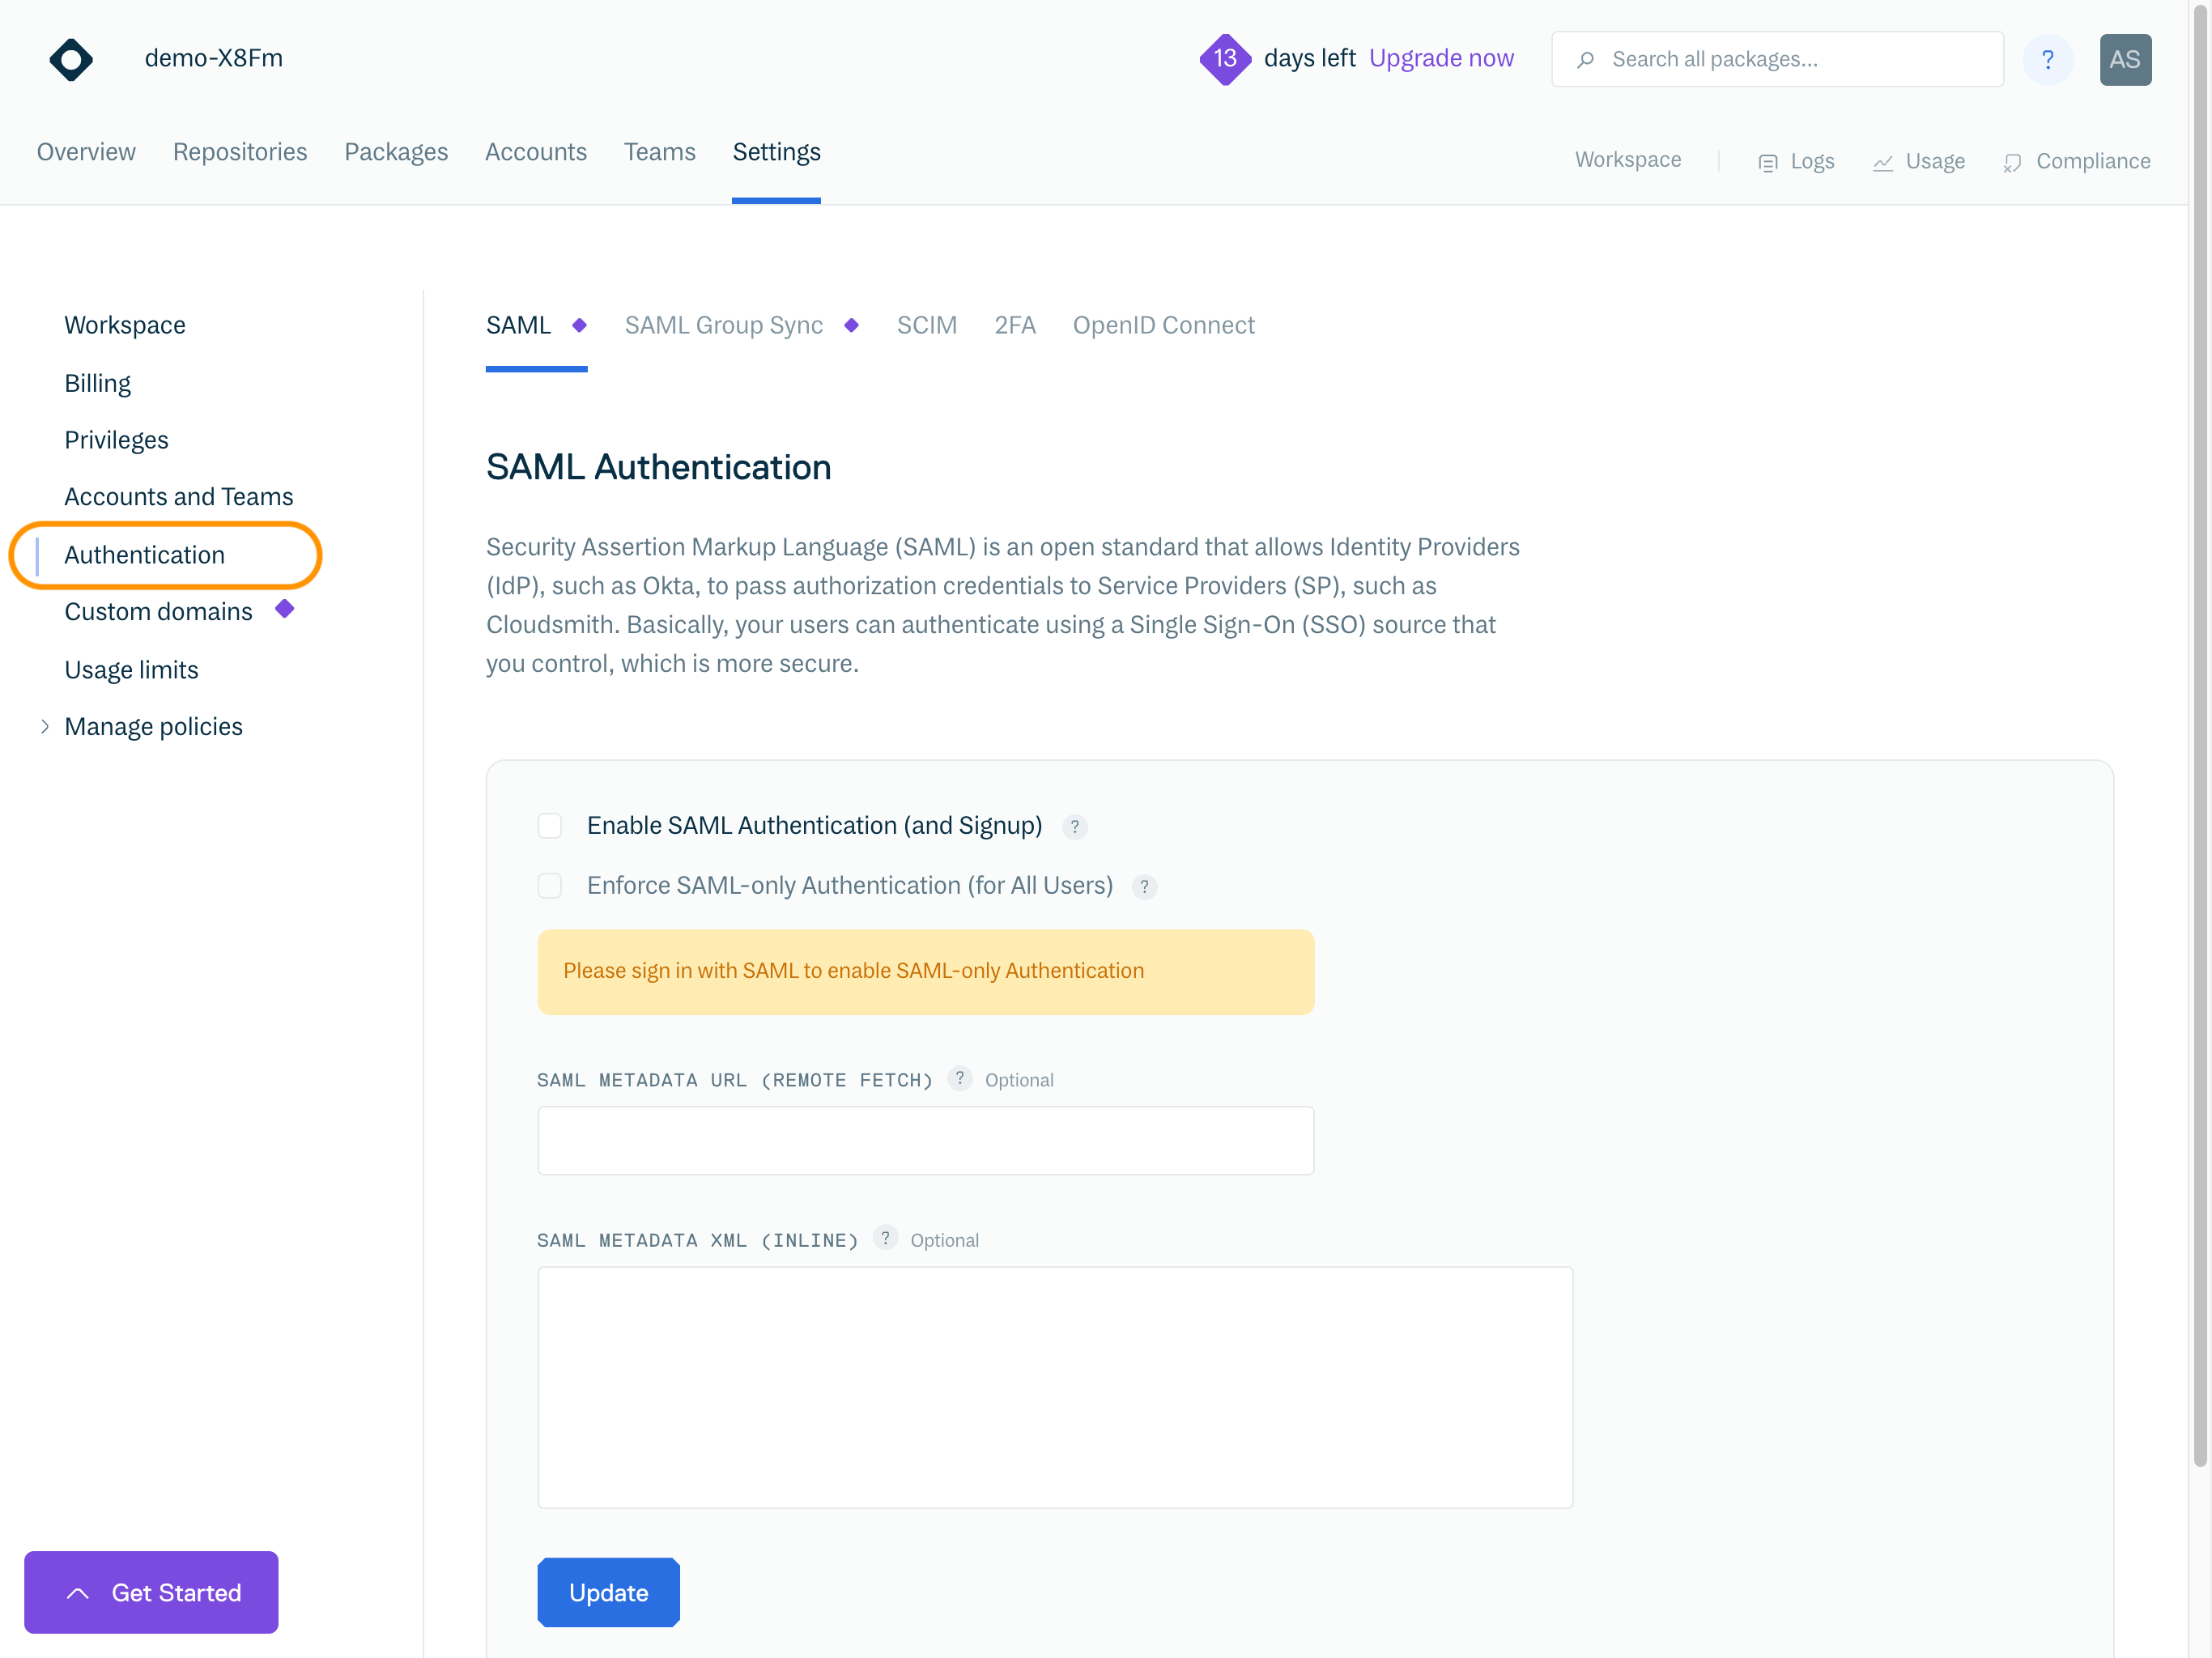 demo-X8Fm
13 days left Upgrade now
Search all packages...
?
AS
Overview Repositories Packages Accounts Teams Settings
Workspace Logs Usage Compliance
Workspace
Billing
Privileges
Accounts and Teams
Authentication
Custom domains
Usage limits
Manage policies
SAML SAML Group Sync SCIM 2FA OpenID Connect
SAML Authentication
Security Assertion Markup Language (SAML) is an open standard that allows Identity Providers
(IdP), such as Okta, to pass authorization credentials to Service Providers (SP), such as
Cloudsmith. Basically, your users can authenticate using a Single Sign-On (SSO) source that
you control, which is more secure.
Enable SAML Authentication (and Signup) ?
Enforce SAML-only Authentication (for All Users) ?
Please sign in with SAML to enable SAML-only Authentication
SAML METADATA URL (REMOTE FETCH) ? Optional
SAML METADATA XML (INLINE) ? Optional
Update
Get Started